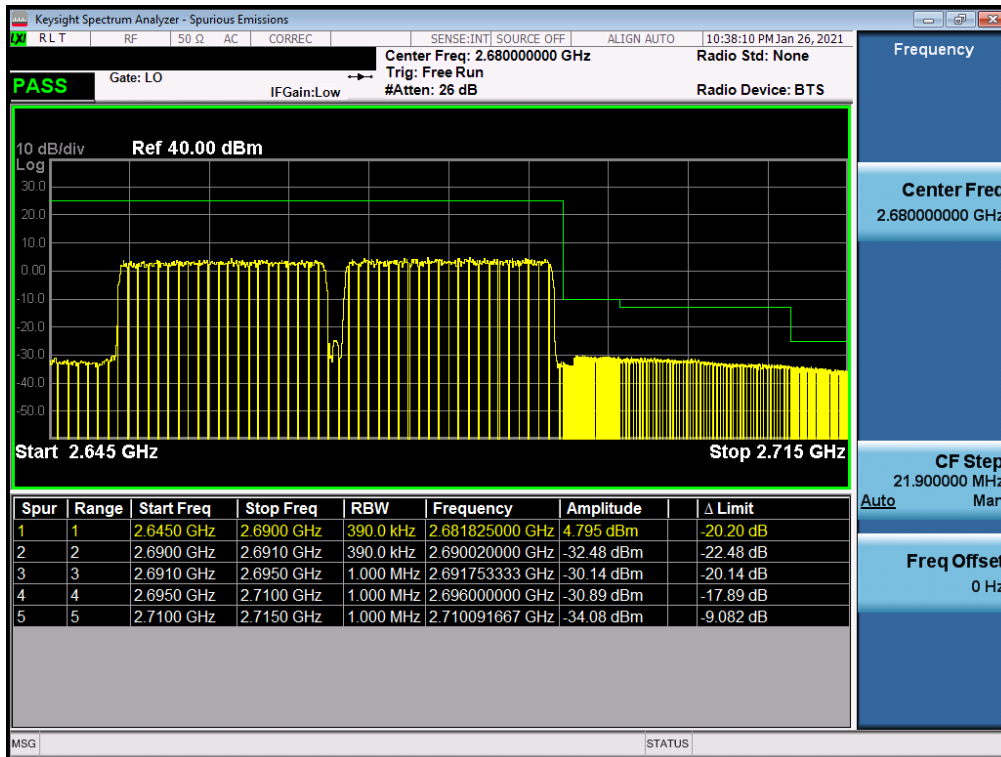 Keysight Spectrum Analyzer - Spurious Emissions
LXI RLT RF 50 Ω AC CORREC SENSE:INT SOURCE OFF ALIGN AUTO 10:38:10 PM Jan 26, 2021
Frequency
Center Freq: 2.680000000 GHz Radio Std: None
PASS Gate: LO Trig: Free Run
IFGain:Low #Atten: 26 dB Radio Device: BTS
10 dB/div Ref 40.00 dBm
Log
30.0
20.0
10.0
0.00
-10.0
-20.0
-30.0
-40.0
-50.0
Start 2.645 GHz Stop 2.715 GHz
Center Freq
2.680000000 GHz
CF Step
21.900000 MHz
Auto Man
Freq Offset
0 Hz
Spur Range Start Freq Stop Freq RBW Frequency Amplitude Δ Limit
1 1 2.6450 GHz 2.6900 GHz 390.0 kHz 2.681825000 GHz 4.795 dBm -20.20 dB
2 2 2.6900 GHz 2.6910 GHz 390.0 kHz 2.690020000 GHz -32.48 dBm -22.48 dB
3 3 2.6910 GHz 2.6950 GHz 1.000 MHz 2.691753333 GHz -30.14 dBm -20.14 dB
4 4 2.6950 GHz 2.7100 GHz 1.000 MHz 2.696000000 GHz -30.89 dBm -17.89 dB
5 5 2.7100 GHz 2.7150 GHz 1.000 MHz 2.710091667 GHz -34.08 dBm -9.082 dB
MSG STATUS